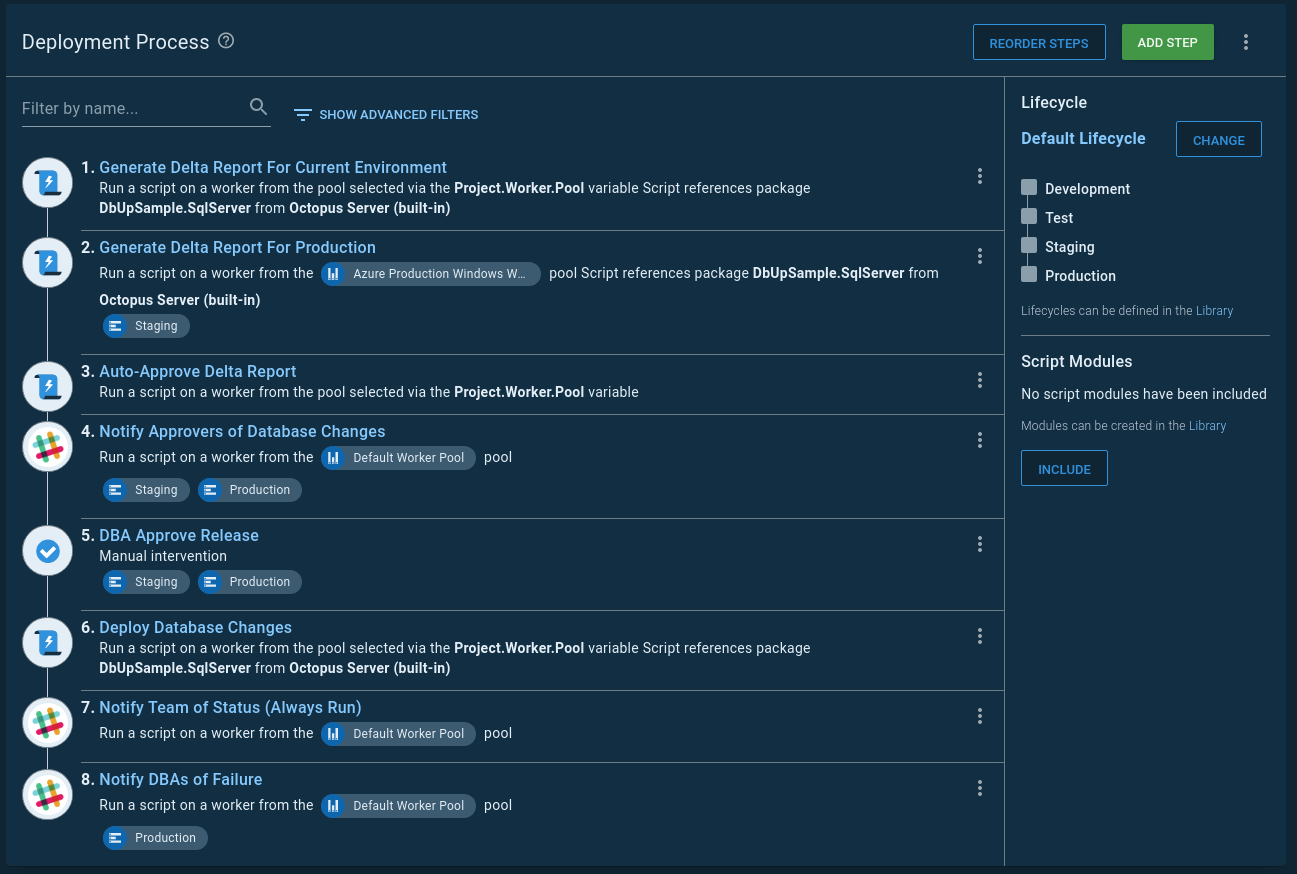 Deployment Process
REORDER STEPS
ADD STEP
Filter by name...
SHOW ADVANCED FILTERS
1. Generate Delta Report For Current Environment
Run a script on a worker from the pool selected via the Project.Worker.Pool variable Script references package
DbUpSample.SqlServer from Octopus Server (built-in)
2. Generate Delta Report For Production
Run a script on a worker from the Azure Production Windows W... pool Script references package DbUpSample.SqlServer from
Octopus Server (built-in)
Staging
3. Auto-Approve Delta Report
Run a script on a worker from the pool selected via the Project.Worker.Pool variable
4. Notify Approvers of Database Changes
Run a script on a worker from the Default Worker Pool pool
Staging Production
5. DBA Approve Release
Manual intervention
Staging Production
6. Deploy Database Changes
Run a script on a worker from the pool selected via the Project.Worker.Pool variable Script references package
DbUpSample.SqlServer from Octopus Server (built-in)
7. Notify Team of Status (Always Run)
Run a script on a worker from the Default Worker Pool pool
8. Notify DBAs of Failure
Run a script on a worker from the Default Worker Pool pool
Production
Lifecycle
Default Lifecycle
CHANGE
Development
Test
Staging
Production
Lifecycles can be defined in the Library
Script Modules
No script modules have been included
Modules can be created in the Library
INCLUDE